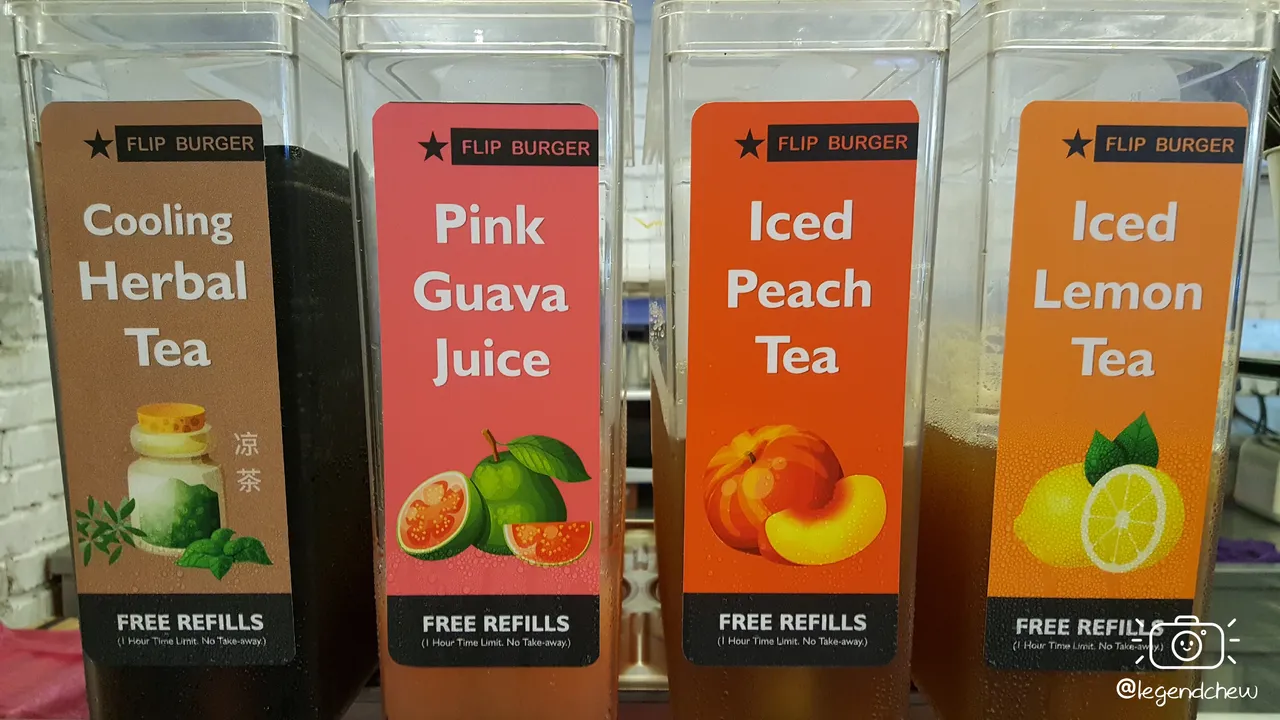 FLIP BURGER
Cooling
Herbal
Tea
凉
茶
FREE REFILLS
(1 Hour Time Limit. No Take-away.)
FLIP BURGER
Pink
Guava
Juice
FREE REFILLS
(1 Hour Time Limit. No Take-away.)
FLIP BURGER
Iced
Peach
Tea
FREE REFILLS
(1 Hour Time Limit. No Take-away.)
FLIP BURGER
Iced
Lemon
Tea
FREE REFILLS
(1 Hour Time Limit. No Take-away.)
@legendchew